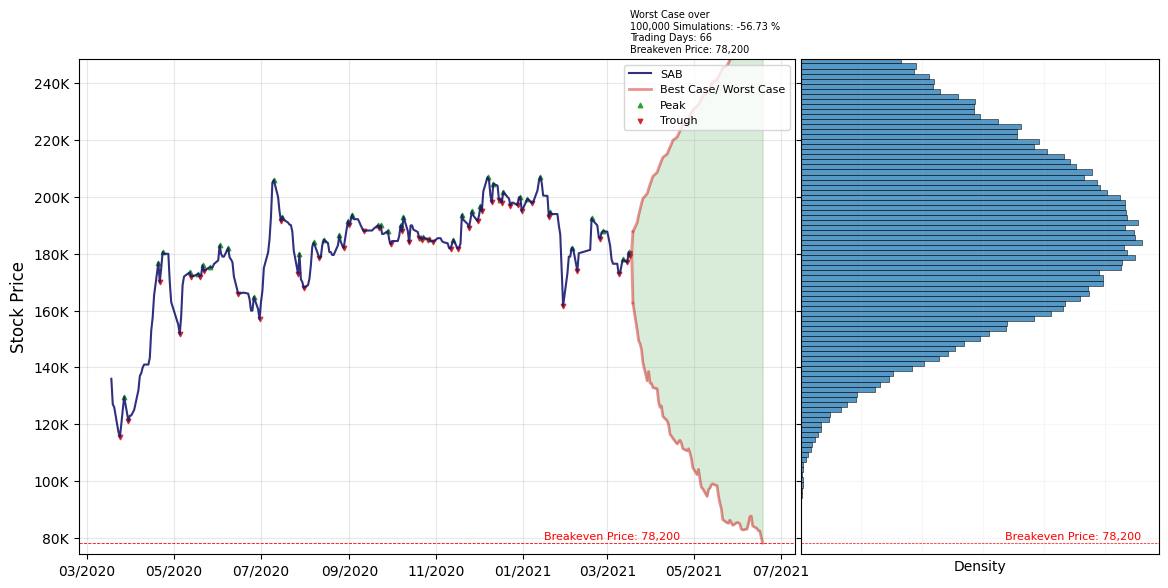 Worst Case over
100,000 Simulations: -56.73 %
Trading Days: 66
Breakeven Price: 78,200
SAB
Best Case/ Worst Case
Peak
Trough
Stock Price
240K
220K
200K
180K
160K
140K
120K
100K
80K
Breakeven Price: 78,200
Breakeven Price: 78,200
03/2020
05/2020
07/2020
09/2020
11/2020
01/2021
03/2021
05/2021
07/2021
Density